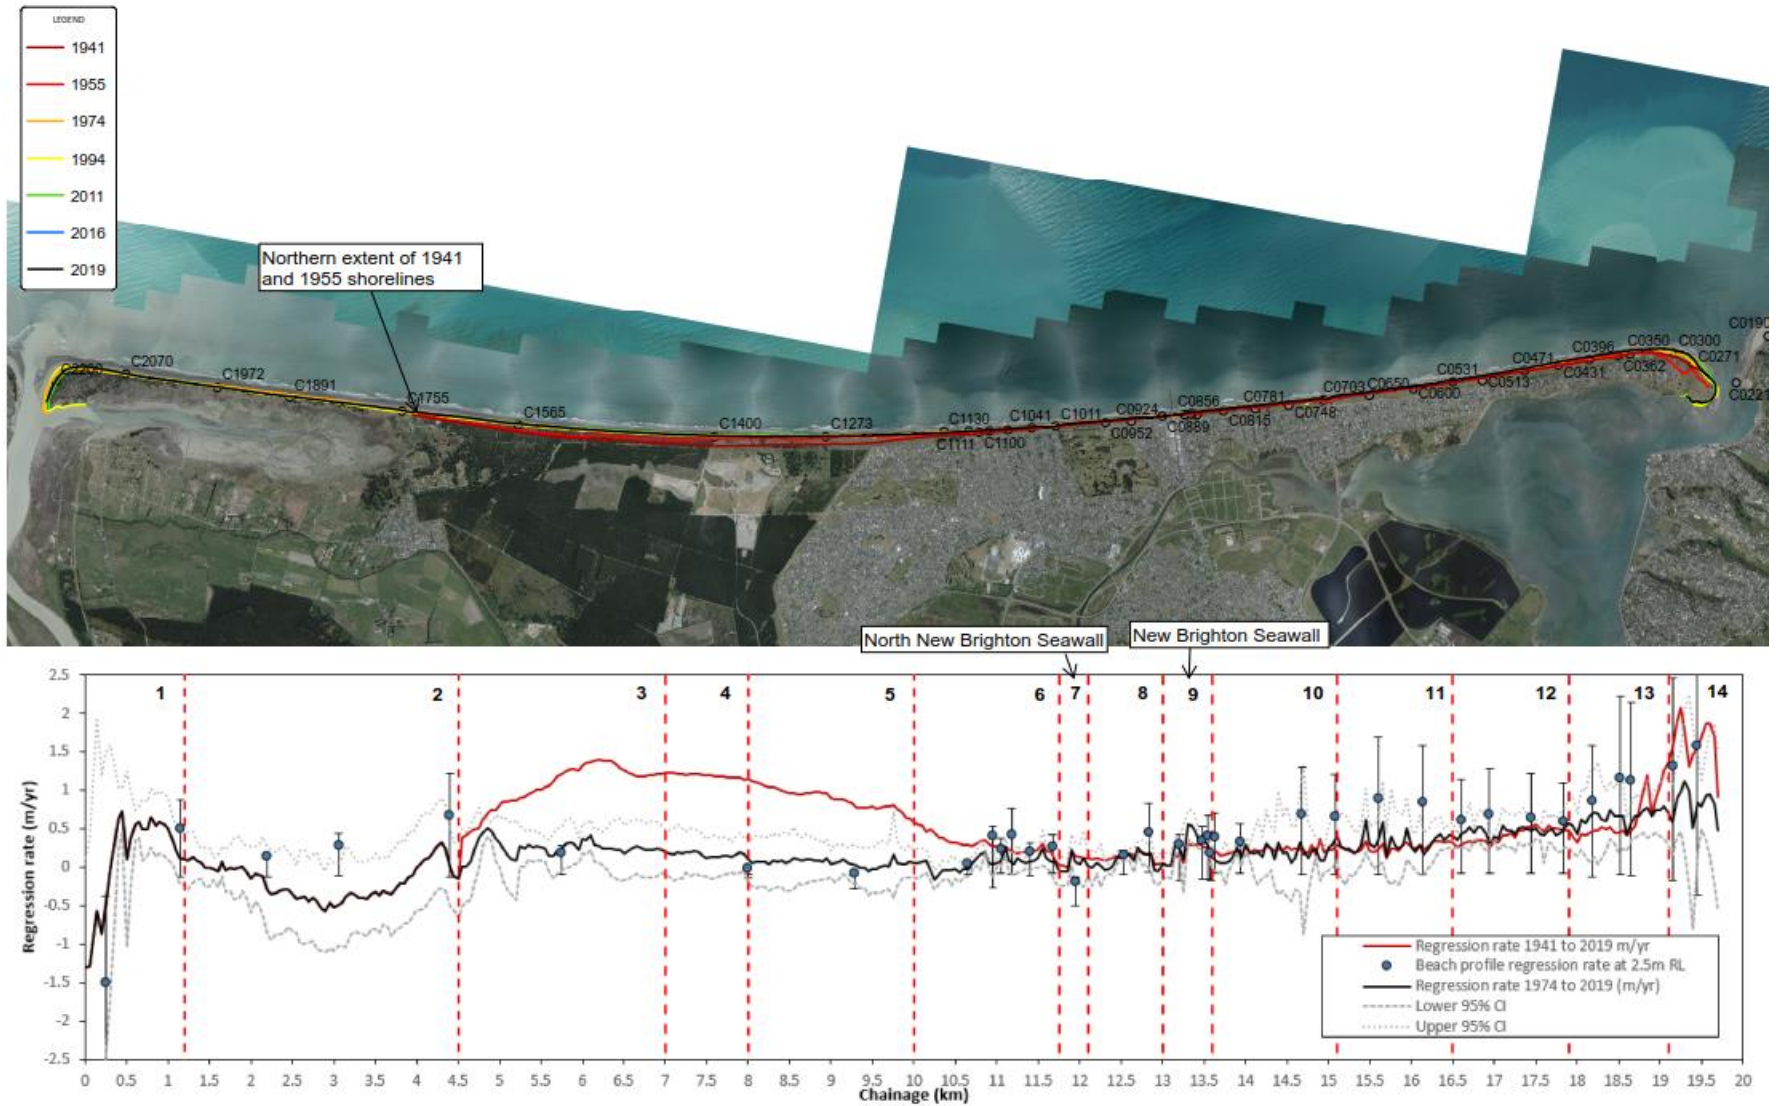 LEGEND
1941
1955
1974
1994
2011
2016
2019
Northern extent of 1941
and 1955 shorelines
C2200
C2070
C1972
C1891
C1755
C1565
C1400
C1273
C1130
C1111
C1100
C1041
C1011
C0952
C0924
C0889
C0856
C0815
C0781
C0748
C0703
C0650
C0600
C0531
C0513
C0471
C0431
C0396
C0362
C0350
C0300
C0271
C0190
C0221
North New Brighton Seawall
New Brighton Seawall
1 2 3 4 5 6 7 8 9 10 11 12 13 14
Regression rate (m/yr)
2.5
2
1.5
1
0.5
0
-0.5
-1
-1.5
-2
-2.5
Regression rate 1941 to 2019 m/yr
Beach profile regression rate at 2.5m RL
Regression rate 1974 to 2019 (m/yr)
Lower 95% CI
Upper 95% CI
0 0.5 1 1.5 2 2.5 3 3.5 4 4.5 5 5.5 6 6.5 7 7.5 8 8.5 9 9.5 10 10.5 11 11.5 12 12.5 13 13.5 14 14.5 15 15.5 16 16.5 17 17.5 18 18.5 19 19.5 20
Chainage (km)